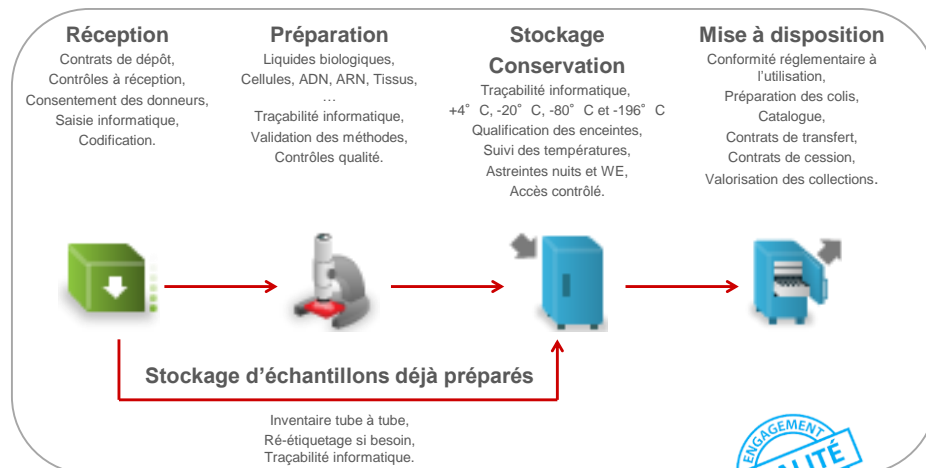 Réception
Contrats de dépôt,
Contrôles à réception,
Consentement des donneurs,
Saisie informatique,
Codification.
Préparation
Liquides biologiques,
Cellules, ADN, ARN, Tissus,
…
Traçabilité informatique,
Validation des méthodes,
Contrôles qualité.
Stockage
Conservation
Traçabilité informatique,
+4° C, -20° C, -80° C et -196° C
Qualification des enceintes,
Suivi des températures,
Astreintes nuits et WE,
Accès contrôlé.
Mise à disposition
Conformité réglementaire à
l’utilisation,
Préparation des colis,
Catalogue,
Contrats de transfert,
Contrats de cession,
Valorisation des collections.
Stockage d’échantillons déjà préparés
Inventaire tube à tube,
Ré-étiquetage si besoin,
Traçabilité informatique.
ENGAGEMENT